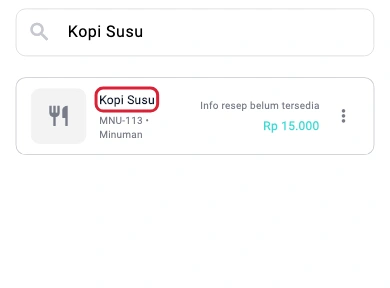 Kopi Susu
Kopi Susu
MNU-113 •
Minuman
Info resep belum tersedia
Rp 15.000